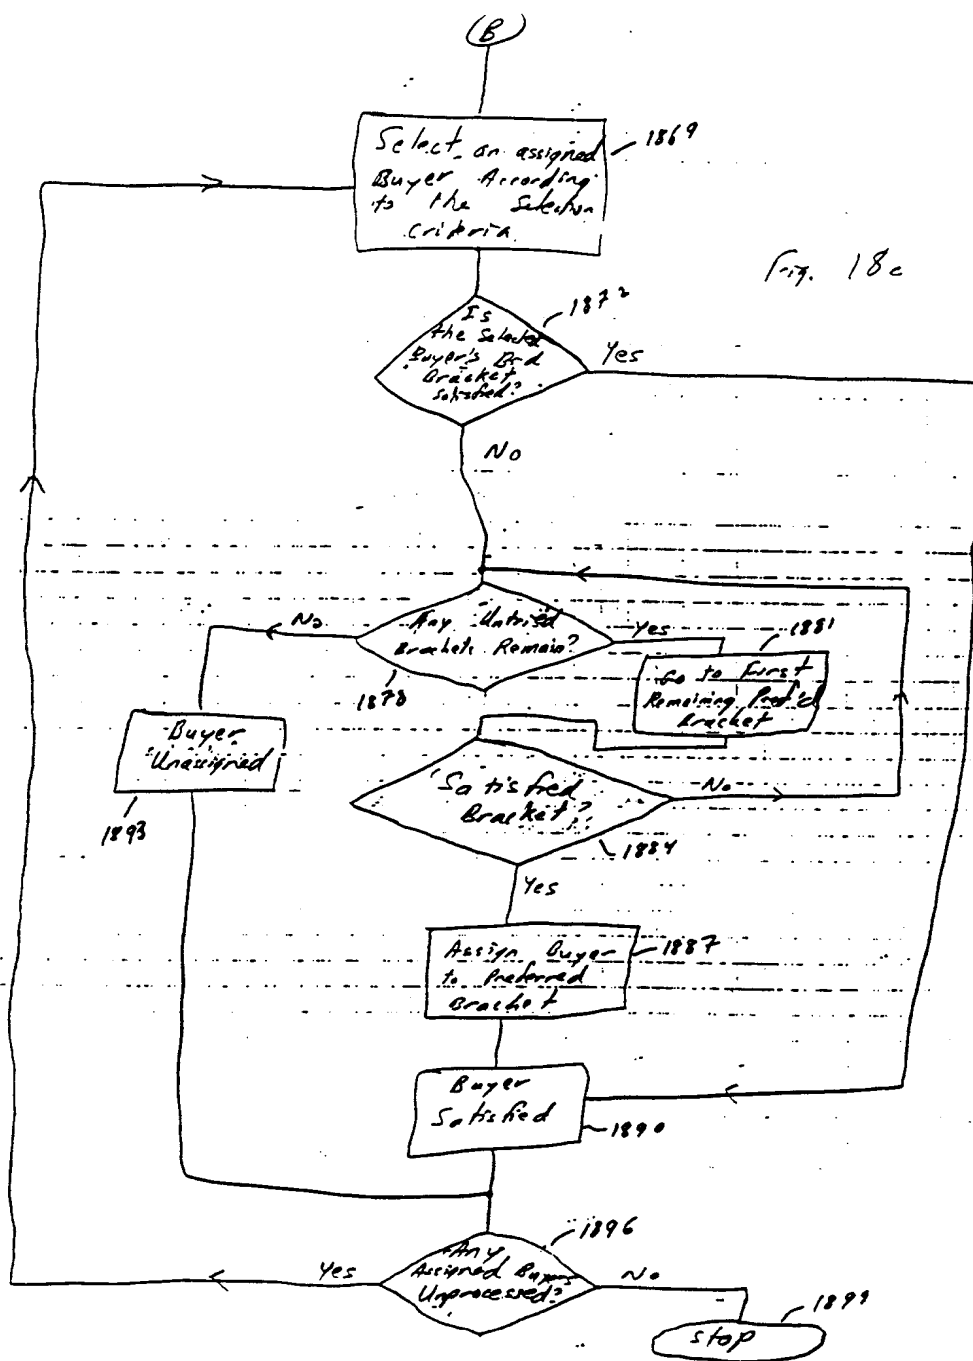 B
Select an assigned
Buyer According
to the Selection
criteria
1869
Fig. 18c
Is
the Selected
Buyer's Bid
Bracket
Satisfied?
1872
Yes
No
Any Untried
Brackets Remain?
1878
No
Yes
1881
Go to First
Remaining Pref'd
Bracket
Buyer
Unassigned
1893
Satisfied
Bracket?
1884
No
Yes
Assign Buyer
to Preferred
Bracket
1887
Buyer
Satisfied
1890
Any
Assigned Buyers
Unprocessed?
1896
Yes
No
1899
stop